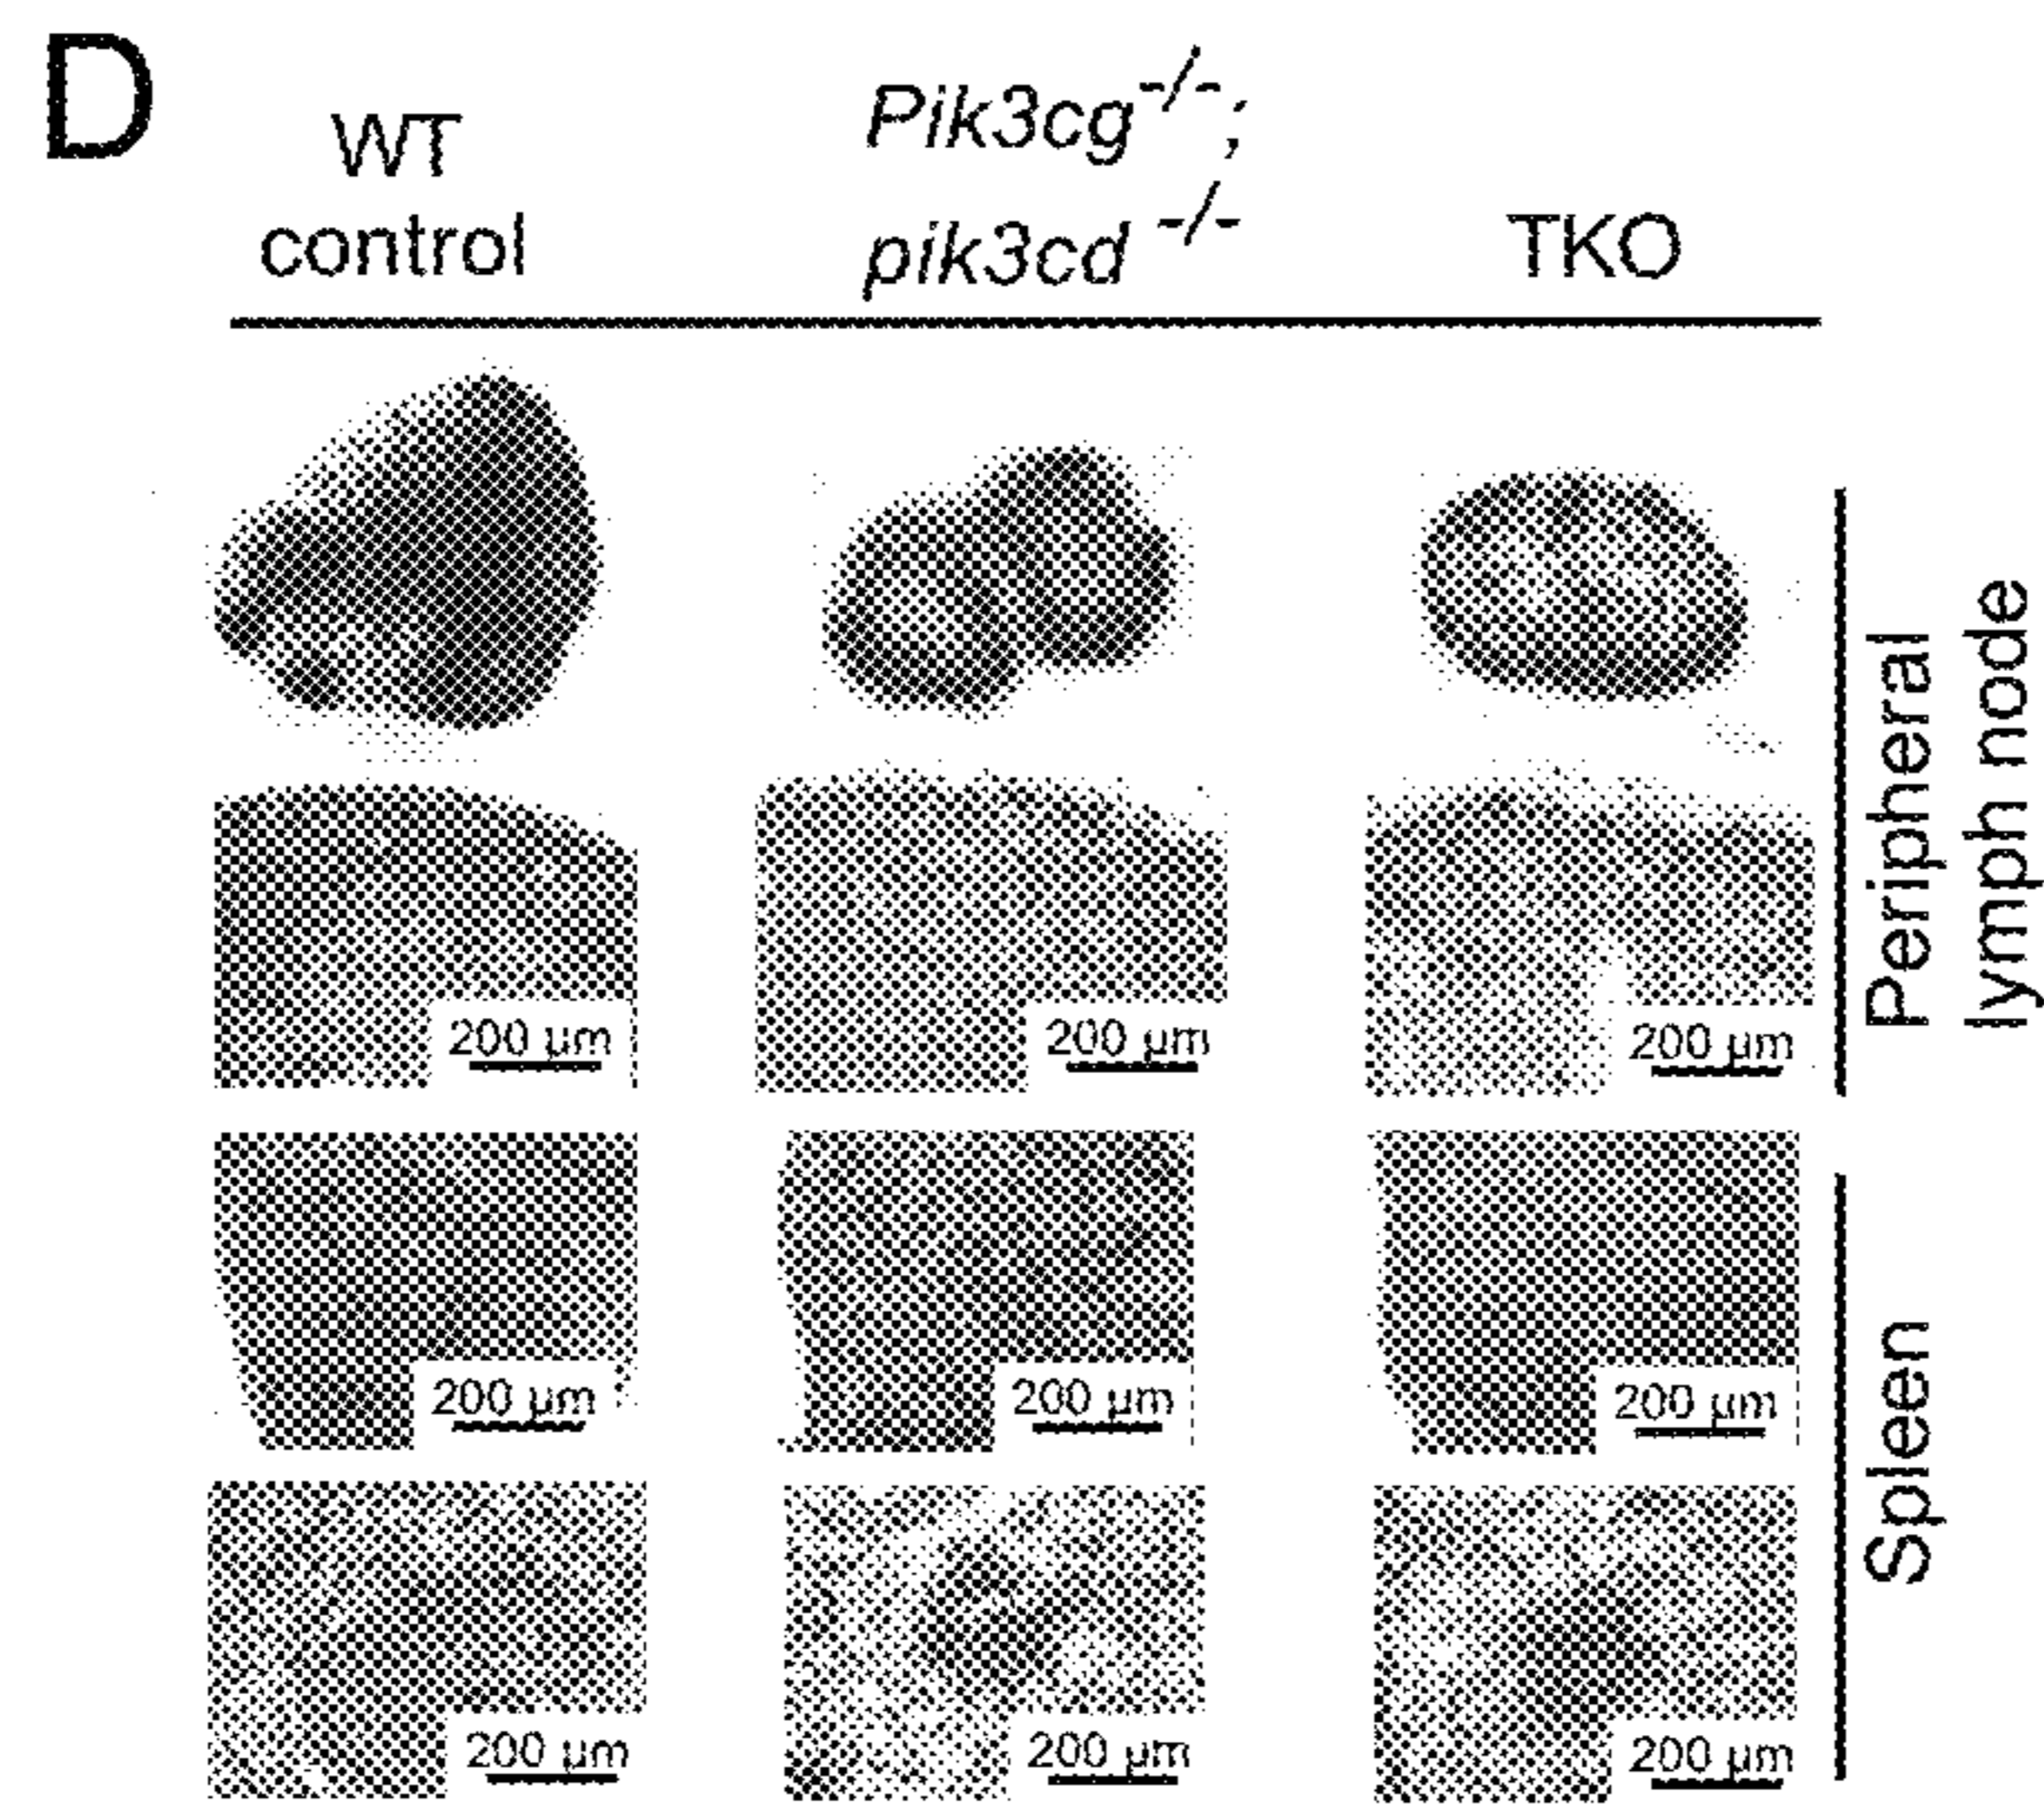 D
WT
control
Pik3cg-/-;
pik3cd -/-
TKO
Peripheral
lymph node
200 µm
200 µm
200 µm
Spleen
200 µm
200 µm
200 µm
200 µm
200 µm
200 µm